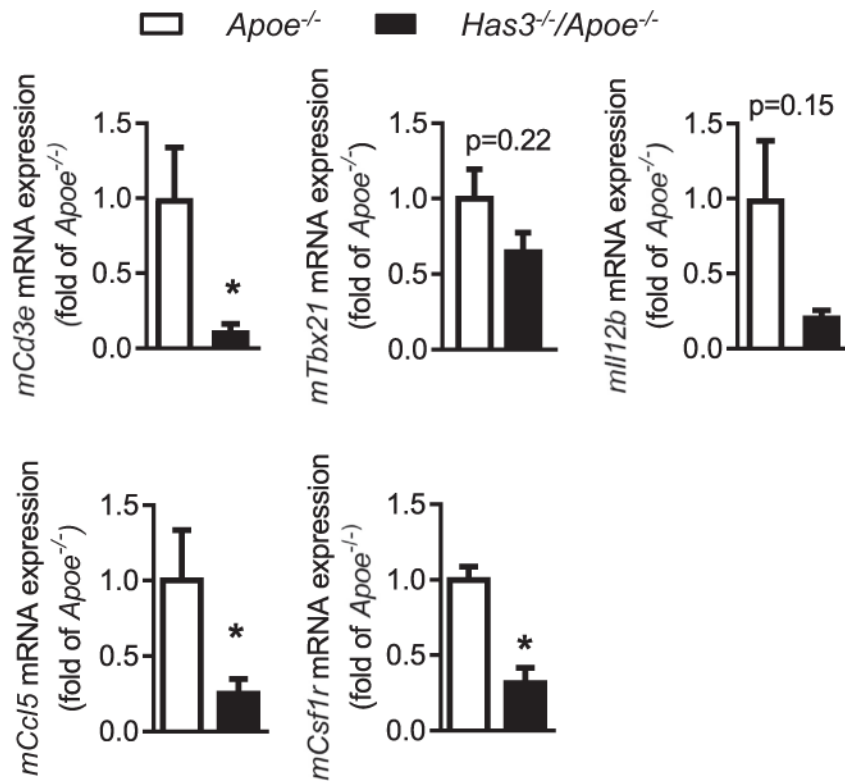 Apoe-/- Has3-/-/Apoe-/-
mCd3e mRNA expression
(fold of Apoe-/-)
1.5
1.0
0.5
0.0
*
mTbx21 mRNA expression
(fold of Apoe-/-)
1.5
1.0
0.5
0.0
p=0.22
mIl12b mRNA expression
(fold of Apoe-/-)
1.5
1.0
0.5
0.0
p=0.15
mCcl5 mRNA expression
(fold of Apoe-/-)
1.5
1.0
0.5
0.0
*
mCsf1r mRNA expression
(fold of Apoe-/-)
1.5
1.0
0.5
0.0
*